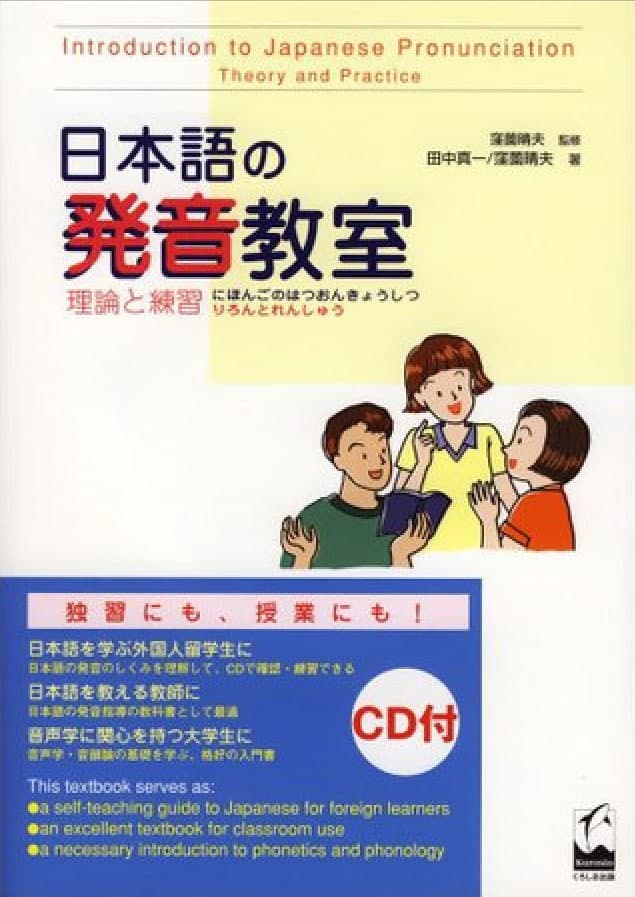 Introduction to Japanese Pronunciation
Theory and Practice
窪薗晴夫 監修
田中真一/窪薗晴夫 著
日本語の
発音教室
理論と練習
にほんごのはつおんきょうしつ
りろんとれんしゅう
独習にも、授業にも!
日本語を学ぶ外国人留学生に
日本語の発音のしくみを理解して、CDで確認・練習できる
日本語を教える教師に
日本語の発音指導の教科書として最適
音声学に関心を持つ大学生に
音声学・音韻論の基礎を学ぶ、格好の入門書
CD付
This textbook serves as:
●a self-teaching guide to Japanese for foreign learners
●an excellent textbook for classroom use
●a necessary introduction to phonetics and phonology
Kurosio
くろしお出版